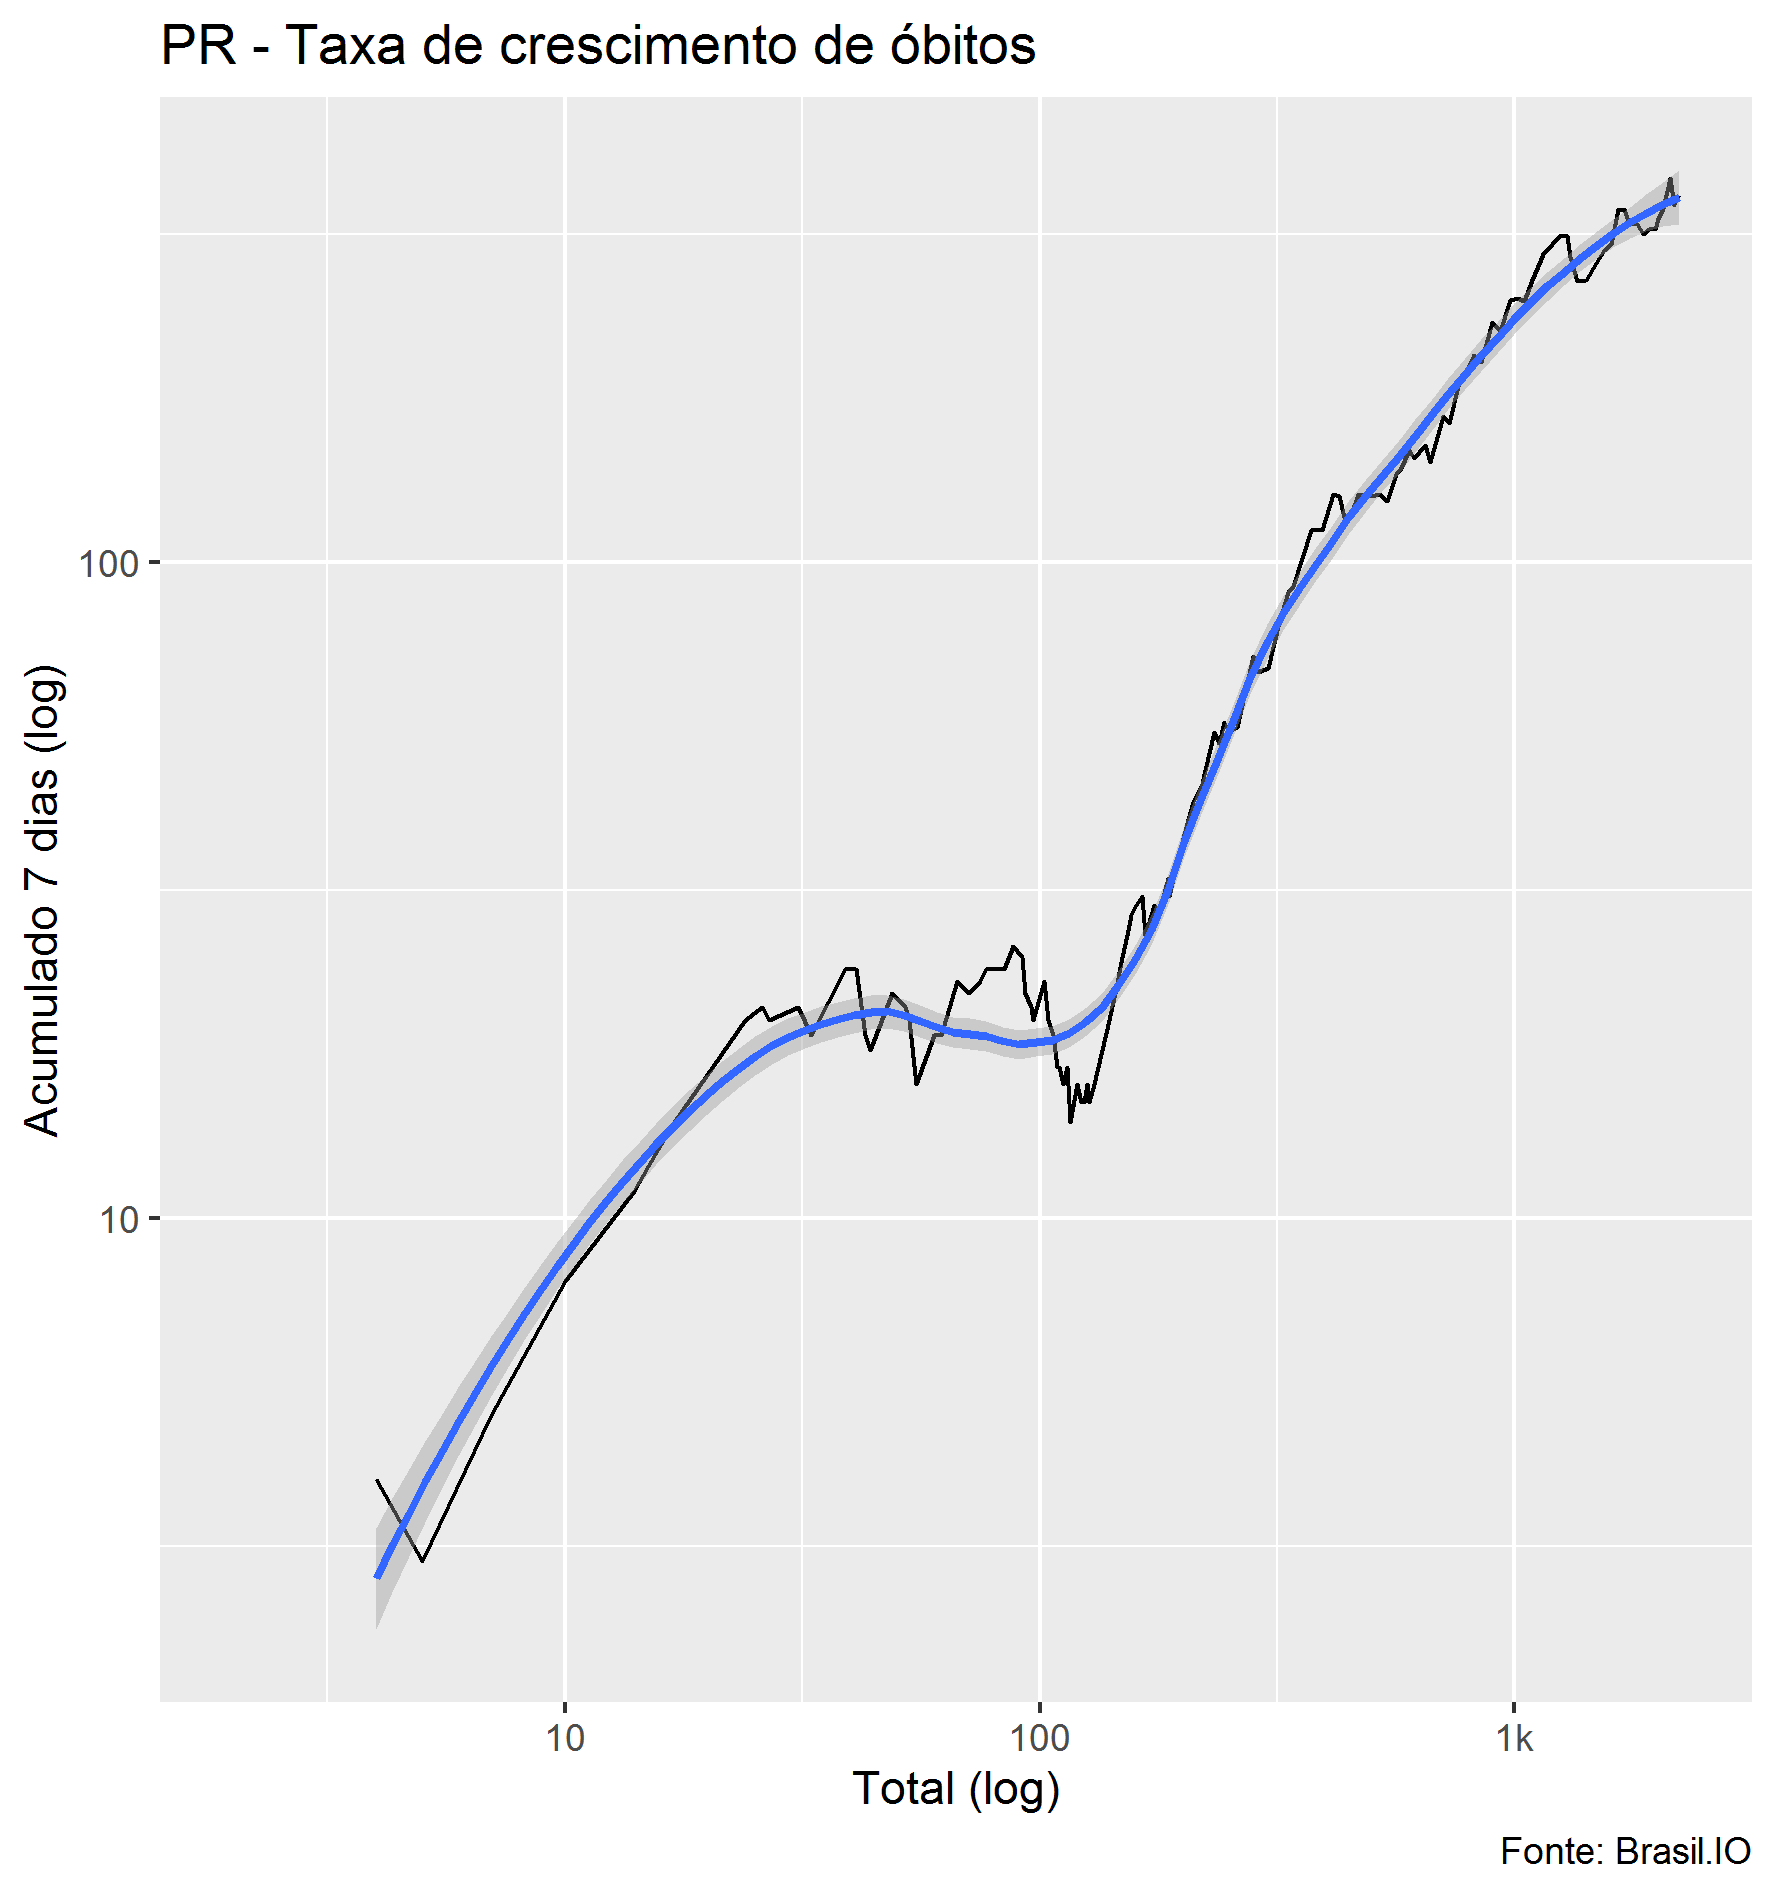 PR - Taxa de crescimento de óbitos
Acumulado 7 dias (log)
100
10
10
100
1k
Total (log)
Fonte: Brasil.IO